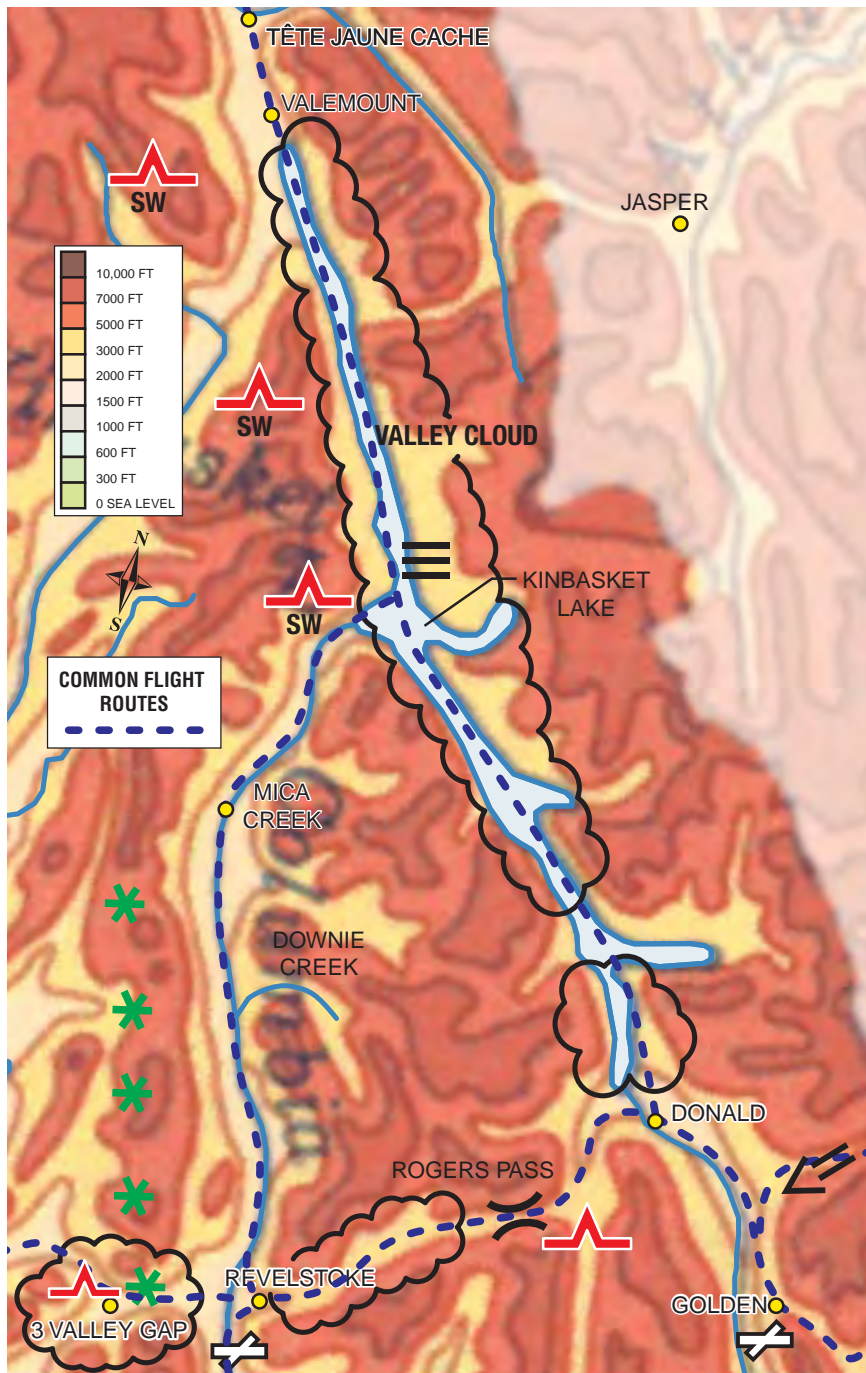 TÊTE JAUNE CACHE
VALEMOUNT
SW
JASPER
10,000 FT
7000 FT
5000 FT
3000 FT
2000 FT
1500 FT
1000 FT
600 FT
300 FT
0 SEA LEVEL
SW
VALLEY CLOUD
N
S
KINBASKET
LAKE
SW
COMMON FLIGHT
ROUTES
MICA
CREEK
DOWNIE
CREEK
DONALD
ROGERS PASS
REVELSTOKE
GOLDEN
3 VALLEY GAP